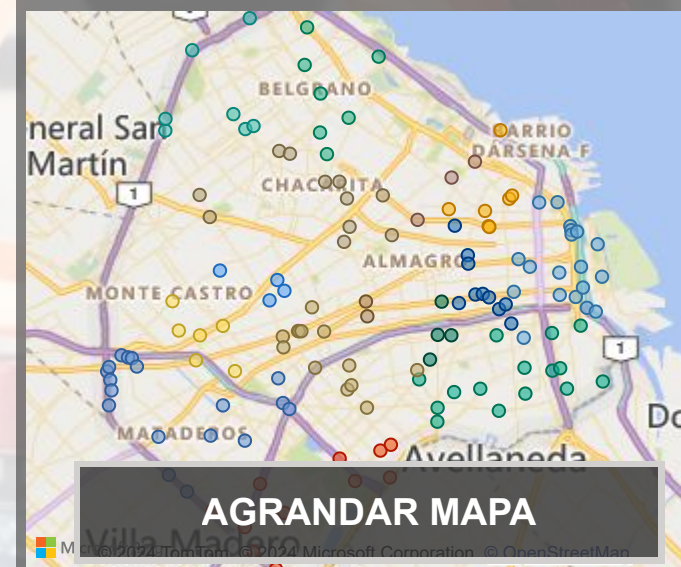 BELGRANO
neral San
Martín
BARRIO
DÁRSENA F
CHACARITA
1
ALMAGRO
MONTE CASTRO
1
MATADEROS
Avellaneda
AGRANDAR MAPA
Villa Madero
© 2024 TomTom, © 2024 Microsoft Corporation, © OpenStreetMap